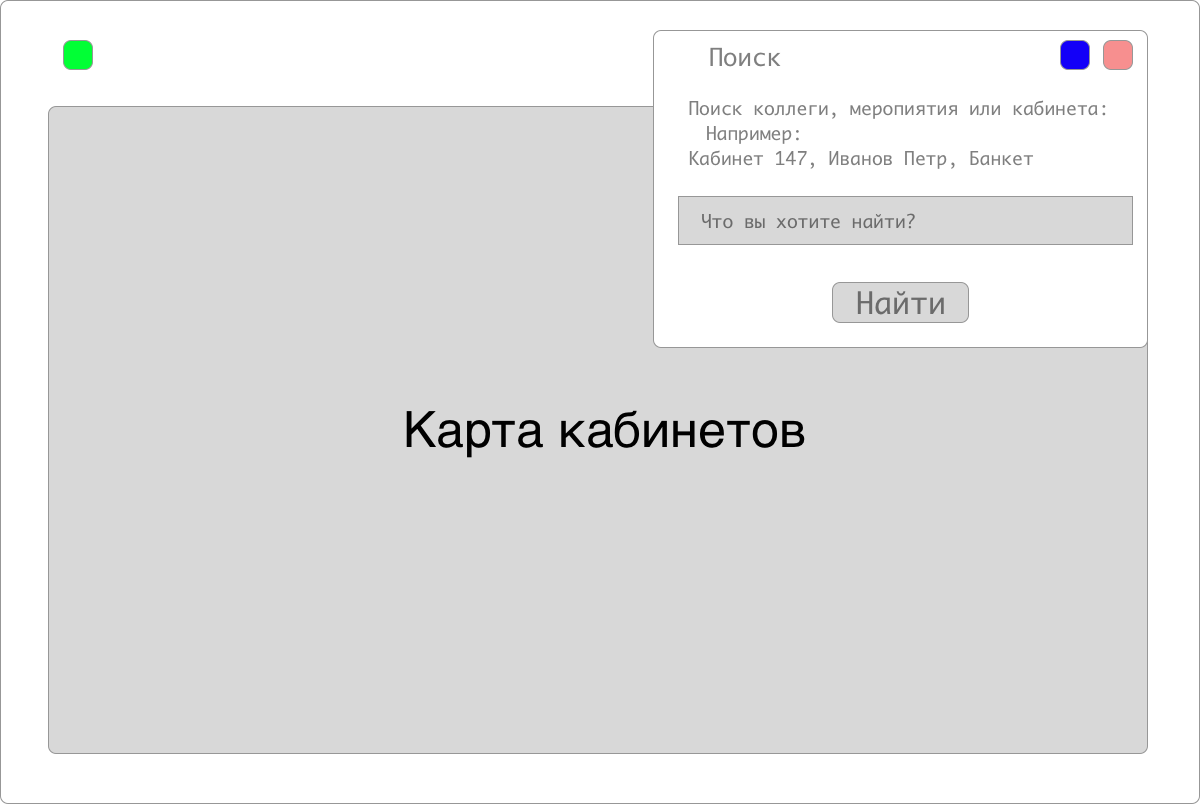 Поиск
Поиск коллеги, меропиятия или кабинета:
Например:
Кабинет 147, Иванов Петр, Банкет
Что вы хотите найти?
Найти
Карта кабинетов